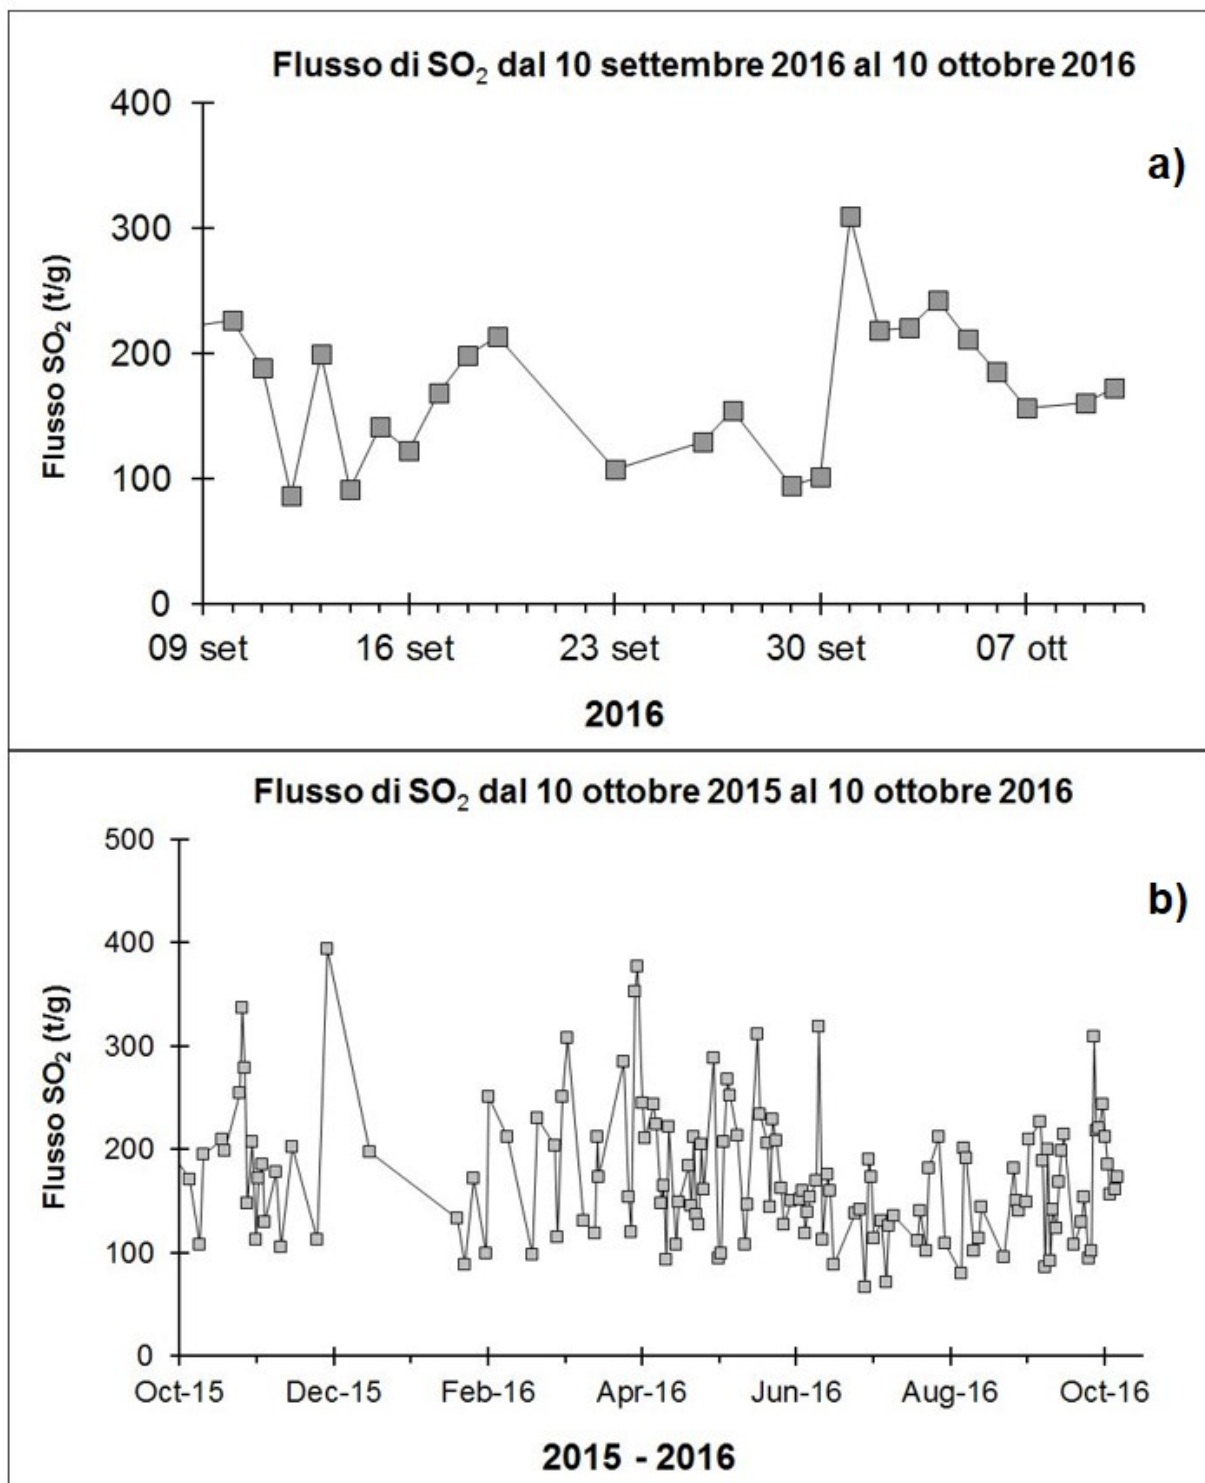 Flusso di SO₂ dal 10 settembre 2016 al 10 ottobre 2016
a)
Flusso SO₂ (t/g)
400
300
200
100
0
09 set 16 set 23 set 30 set 07 ott
2016
Flusso di SO₂ dal 10 ottobre 2015 al 10 ottobre 2016
b)
Flusso SO₂ (t/g)
500
400
300
200
100
0
Oct-15 Dec-15 Feb-16 Apr-16 Jun-16 Aug-16 Oct-16
2015 - 2016